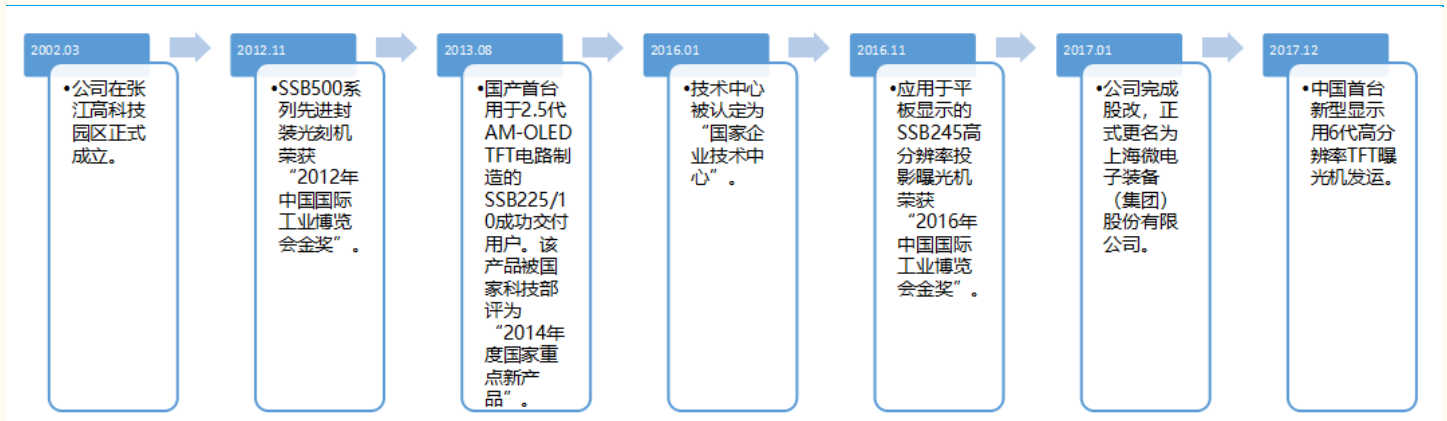 2002.03
•公司在张
江高科技
园区正式
成立。
2012.11
•SSB500系
列先进封
装光刻机
荣获
“2012年
中国国际
工业博览
会金奖”。
2013.08
•国产首台
用于2.5代
AM-OLED
TFT电路制
造的
SSB225/1
0成功交付
用户。该
产品被国
家科技部
评为
“2014年
度国家重
点新产
品”。
2016.01
•技术中心
被认定为
“国家企
业技术中
心”。
2016.11
•应用于平
板显示的
SSB245高
分辨率投
影曝光机
荣获
“2016年
中国国际
工业博览
会金奖”。
2017.01
•公司完成
股改，正
式更名为
上海微电
子装备
（集团）
股份有限
公司。
2017.12
•中国首台
新型显示
用6代高分
辨率TFT曝
光机发运。